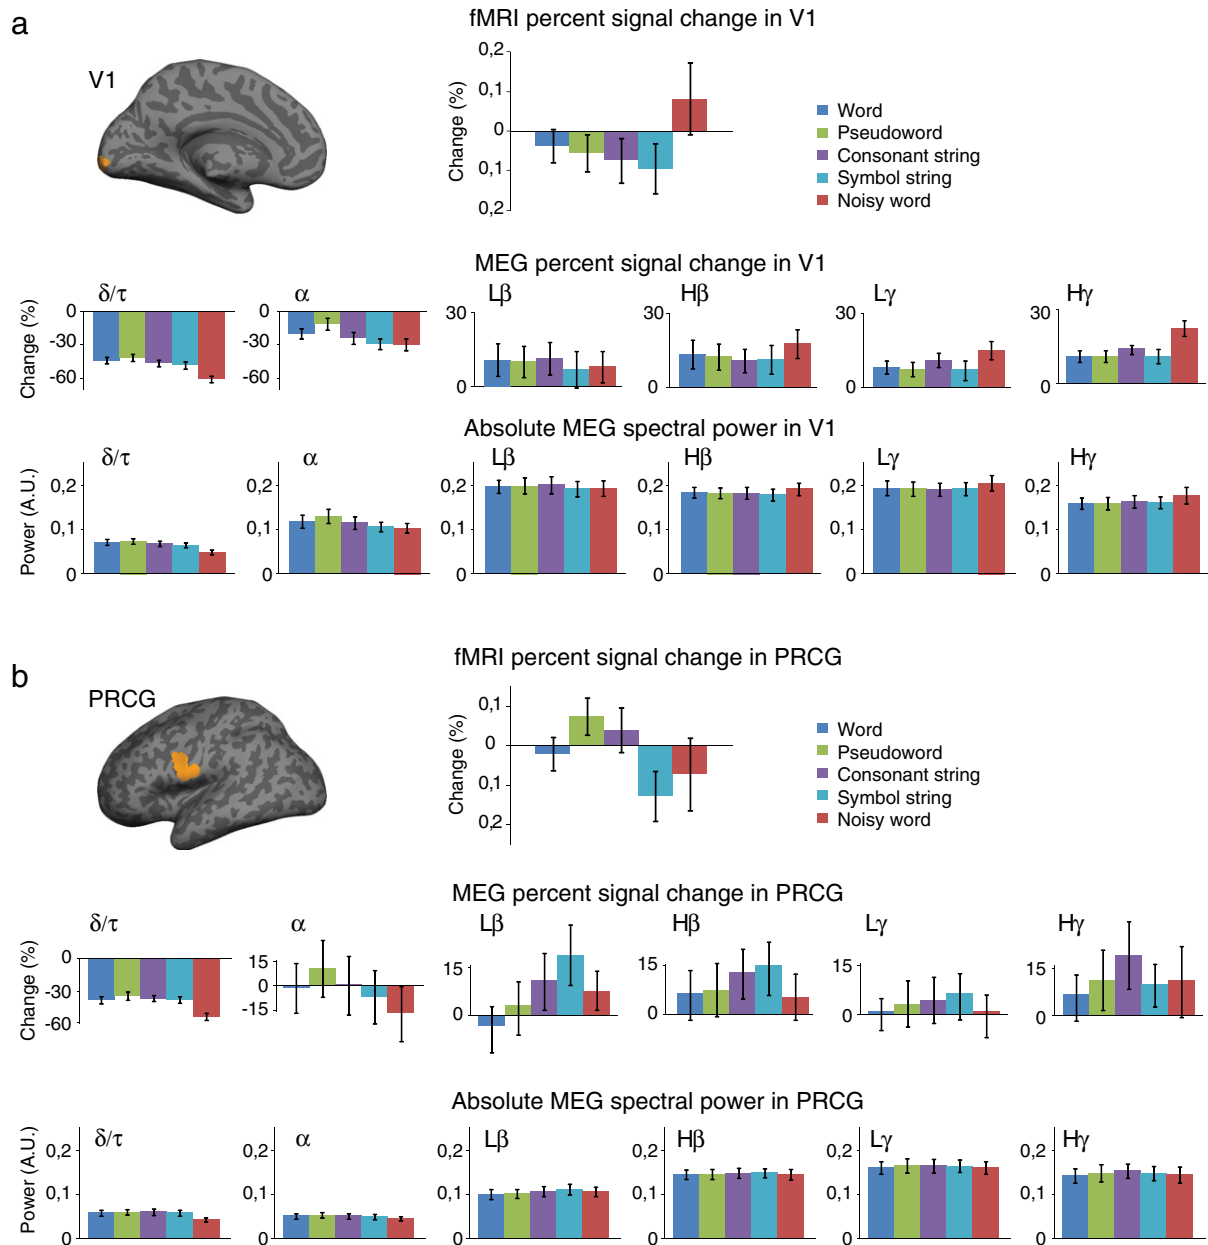 a
fMRI percent signal change in V1
V1
Change (%)
0,2
0,1
0
0,1
0,2
Word
Pseudoword
Consonant string
Symbol string
Noisy word
MEG percent signal change in V1
δ/τ α Lβ Hβ Lγ Hγ
Change (%)
0 0 30 30 30 30
-30 -30
-60 -60
0 0 0 0
Absolute MEG spectral power in V1
δ/τ α Lβ Hβ Lγ Hγ
Power (A.U.)
0,2 0,2 0,2 0,2 0,2 0,2
0,1 0,1 0,1 0,1 0,1 0,1
0 0 0 0 0 0
b
fMRI percent signal change in PRCG
PRCG
Change (%)
0,1
0
0,1
0,2
Word
Pseudoword
Consonant string
Symbol string
Noisy word
MEG percent signal change in PRCG
δ/τ α Lβ Hβ Lγ Hγ
Change (%)
0 15 15 15 15 15
-30 0 0 0 0 0
-60 -15
Absolute MEG spectral power in PRCG
δ/τ α Lβ Hβ Lγ Hγ
Power (A.U.)
0,2 0,2 0,2 0,2 0,2 0,2
0,1 0,1 0,1 0,1 0,1 0,1
0 0 0 0 0 0